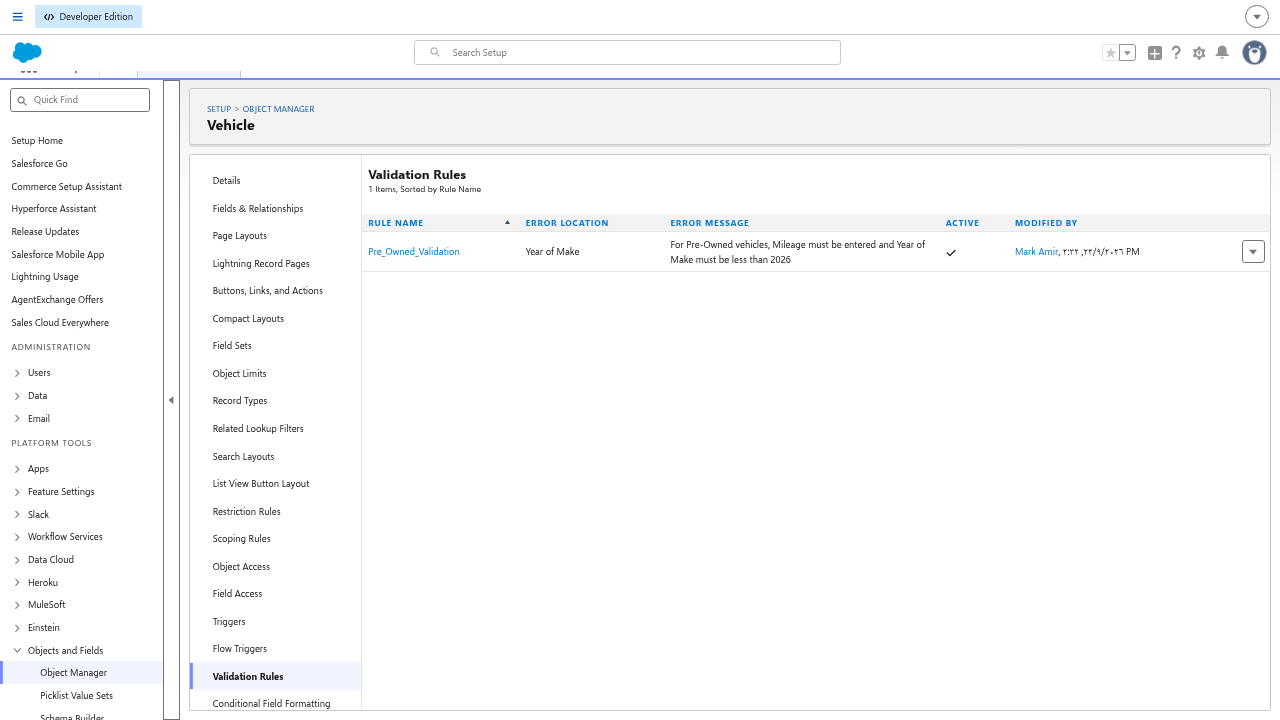 Developer Edition
Search Setup
Quick Find
Setup Home
Salesforce Go
Commerce Setup Assistant
Hyperforce Assistant
Release Updates
Salesforce Mobile App
Lightning Usage
AgentExchange Offers
Sales Cloud Everywhere
ADMINISTRATION
Users
Data
Email
PLATFORM TOOLS
Apps
Feature Settings
Slack
Workflow Services
Data Cloud
Heroku
MuleSoft
Einstein
Objects and Fields
Object Manager
Picklist Value Sets
Schema Builder
SETUP > OBJECT MANAGER
Vehicle
Details
Fields & Relationships
Page Layouts
Lightning Record Pages
Buttons, Links, and Actions
Compact Layouts
Field Sets
Object Limits
Record Types
Related Lookup Filters
Search Layouts
List View Button Layout
Restriction Rules
Scoping Rules
Object Access
Field Access
Triggers
Flow Triggers
Validation Rules
Conditional Field Formatting
Validation Rules
1 Items, Sorted by Rule Name
RULE NAME ERROR LOCATION ERROR MESSAGE ACTIVE MODIFIED BY
Pre_Owned_Validation Year of Make For Pre-Owned vehicles, Mileage must be entered and Year of Make must be less than 2026 Mark Amir, ٢٢/٩/٢٠٢٦, ٢:٢٢ PM